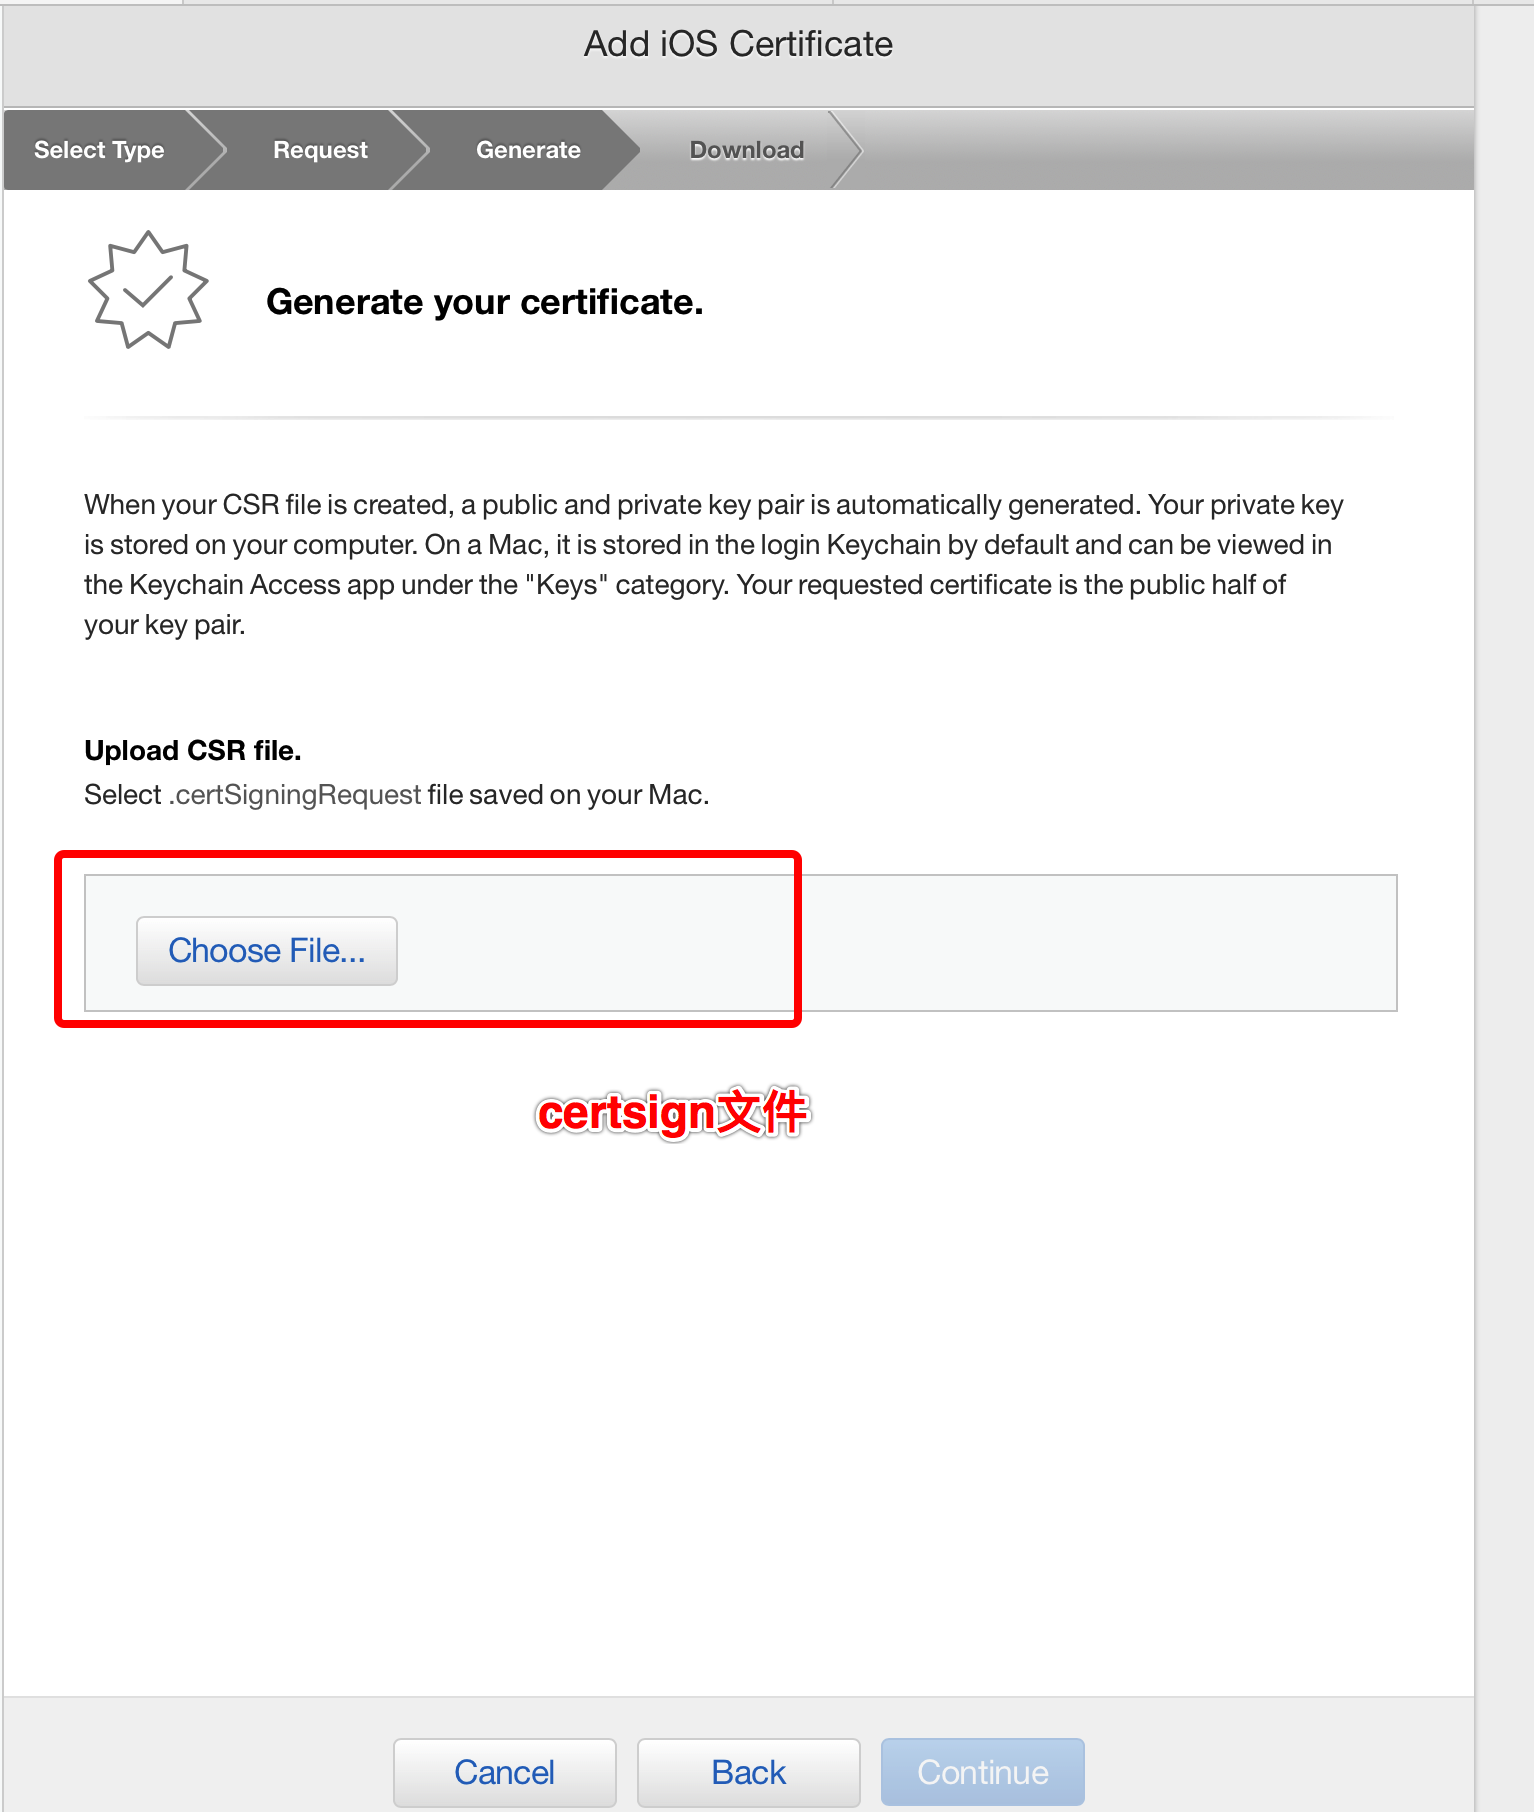 Add iOS Certificate
Select Type
Request
Generate
Download
Generate your certificate.
When your CSR file is created, a public and private key pair is automatically generated. Your private key
is stored on your computer. On a Mac, it is stored in the login Keychain by default and can be viewed in
the Keychain Access app under the "Keys" category. Your requested certificate is the public half of
your key pair.
Upload CSR file.
Select .certSigningRequest file saved on your Mac.
Choose File...
certsign文件
Cancel
Back
Continue